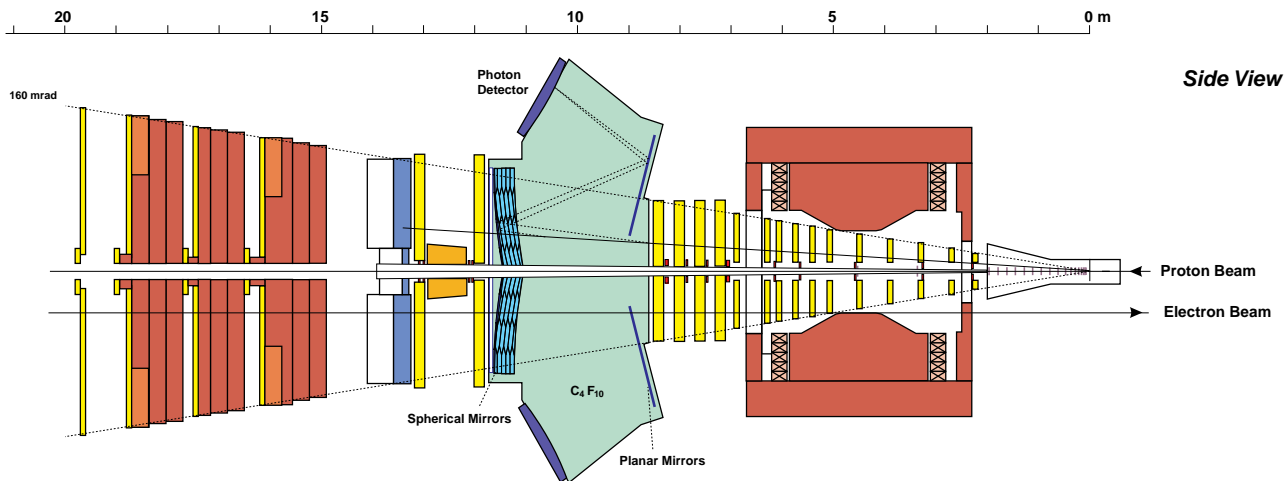 20 15 10 5 0 m
Side View
Photon
Detector
160 mrad
Proton Beam
Electron Beam
C4 F10
Spherical Mirrors
Planar Mirrors